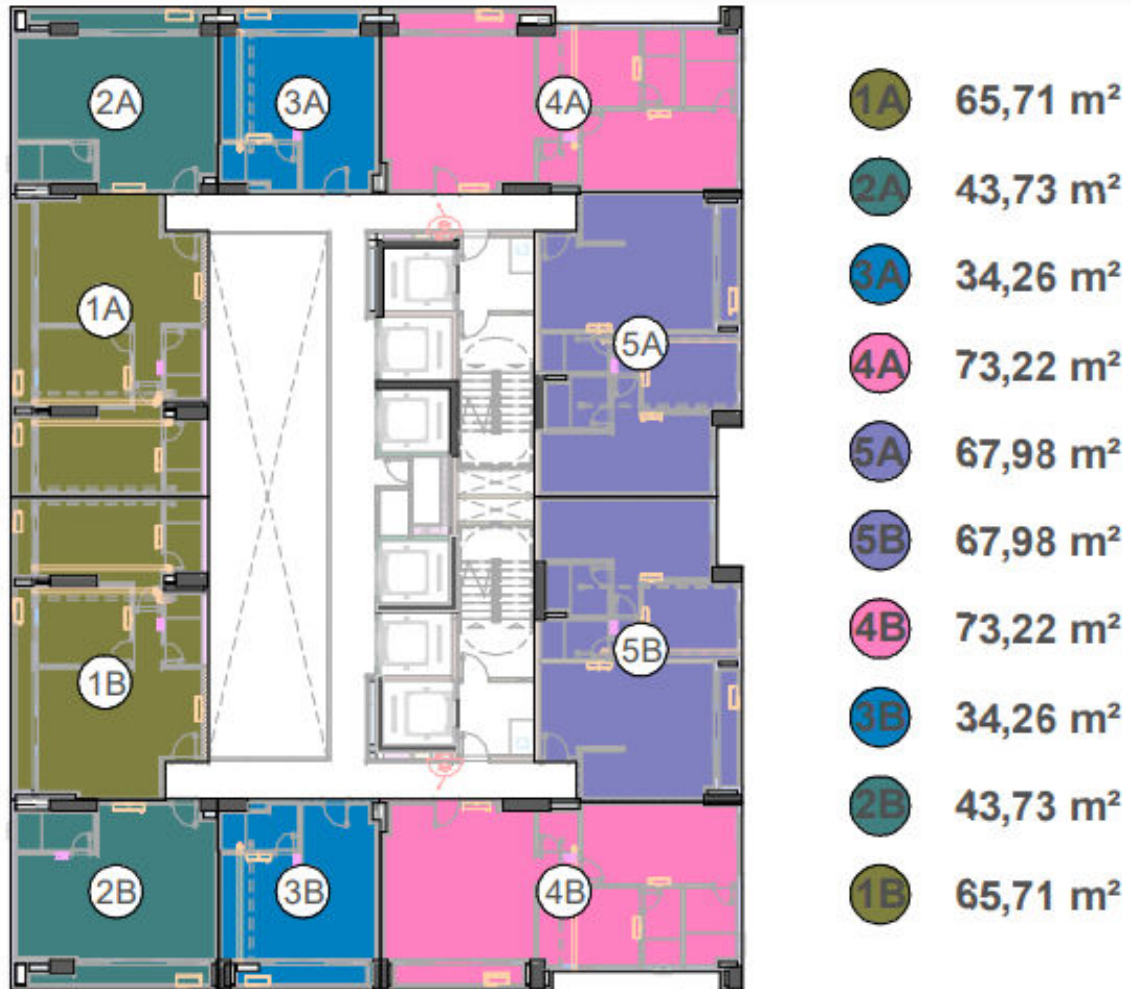 2A
3A
4A
1A
5A
1B
5B
2B
3B
4B
1A 65,71 m²
2A 43,73 m²
3A 34,26 m²
4A 73,22 m²
5A 67,98 m²
5B 67,98 m²
4B 73,22 m²
3B 34,26 m²
2B 43,73 m²
1B 65,71 m²